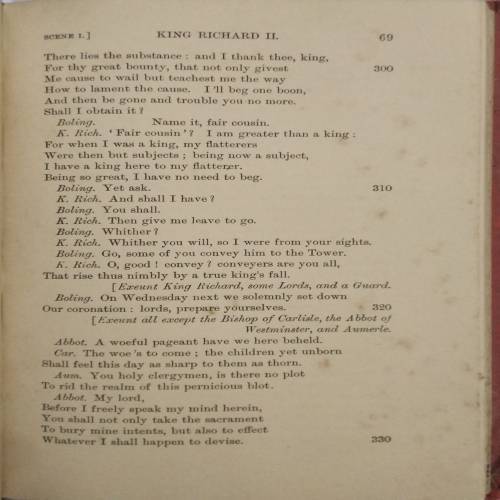 SCENE I.] KING RICHARD II. 69
There lies the substance : and I thank thee, king,
For thy great bounty, that not only givest 300
Me cause to wail but teachest me the way
How to lament the cause. I'll beg one boon,
And then be gone and trouble you no more.
Shall I obtain it?
Boling. Name it, fair cousin.
K. Rich. 'Fair cousin'? I am greater than a king :
For when I was a king, my flatterers
Were then but subjects ; being now a subject,
I have a king here to my flatterer.
Being so great, I have no need to beg.
Boling. Yet ask. 310
K. Rich. And shall I have?
Boling. You shall.
K. Rich. Then give me leave to go.
Boling. Whither?
K. Rich. Whither you will, so I were from your sights.
Boling. Go, some of you convey him to the Tower.
K. Rich. O, good! convey? conveyers are you all,
That rise thus nimbly by a true king's fall.
[Exeunt King Richard, some Lords, and a Guard.
Boling. On Wednesday next we solemnly set down
Our coronation : lords, prepare yourselves. 320
[Exeunt all except the Bishop of Carlisle, the Abbot of
Westminster, and Aumerle.
Abbot. A woeful pageant have we here beheld.
Car. The woe's to come ; the children yet unborn
Shall feel this day as sharp to them as thorn.
Aum. You holy clergymen, is there no plot
To rid the realm of this pernicious blot.
Abbot. My lord,
Before I freely speak my mind herein,
You shall not only take the sacrament
To bury mine intents, but also to effect
Whatever I shall happen to devise. 330